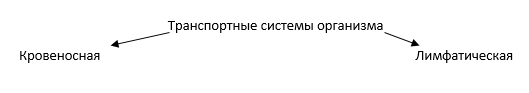 Транспортные системы организма
Кровеносная Лимфатическая